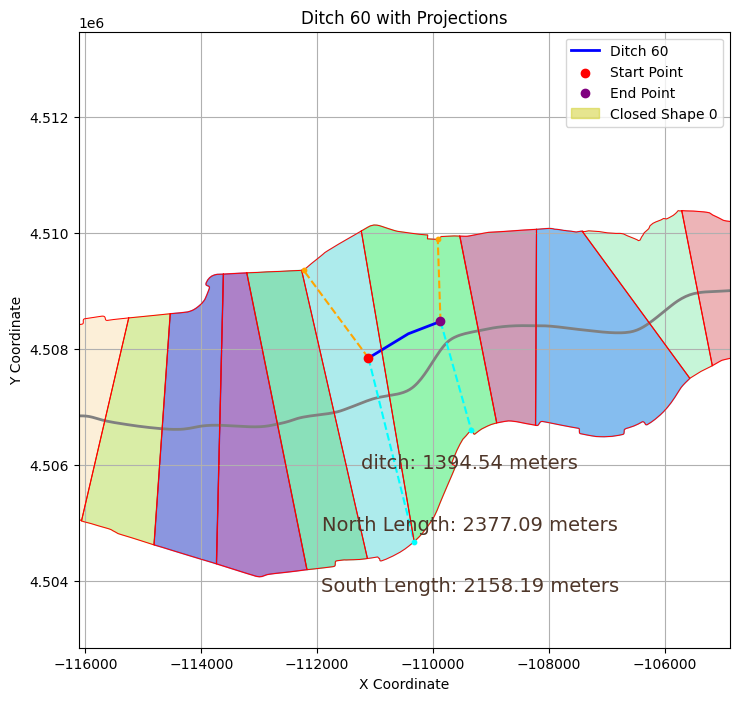 Ditch 60 with Projections
1e6
Ditch 60
Start Point
End Point
Closed Shape 0
4.512
4.510
4.508
4.506
4.504
Y Coordinate
ditch: 1394.54 meters
North Length: 2377.09 meters
South Length: 2158.19 meters
−116000 −114000 −112000 −110000 −108000 −106000
X Coordinate